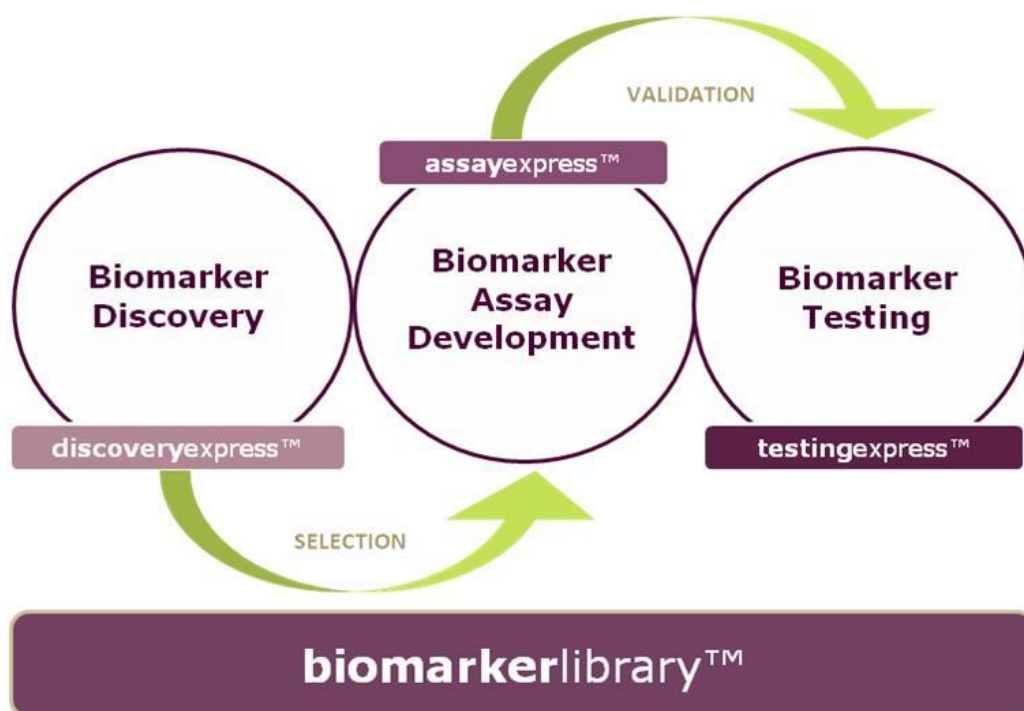 VALIDATION
assayexpress™
Biomarker
Discovery
Biomarker
Assay
Development
Biomarker
Testing
discoveryexpress™
testingexpress™
SELECTION
biomarkerlibrary™